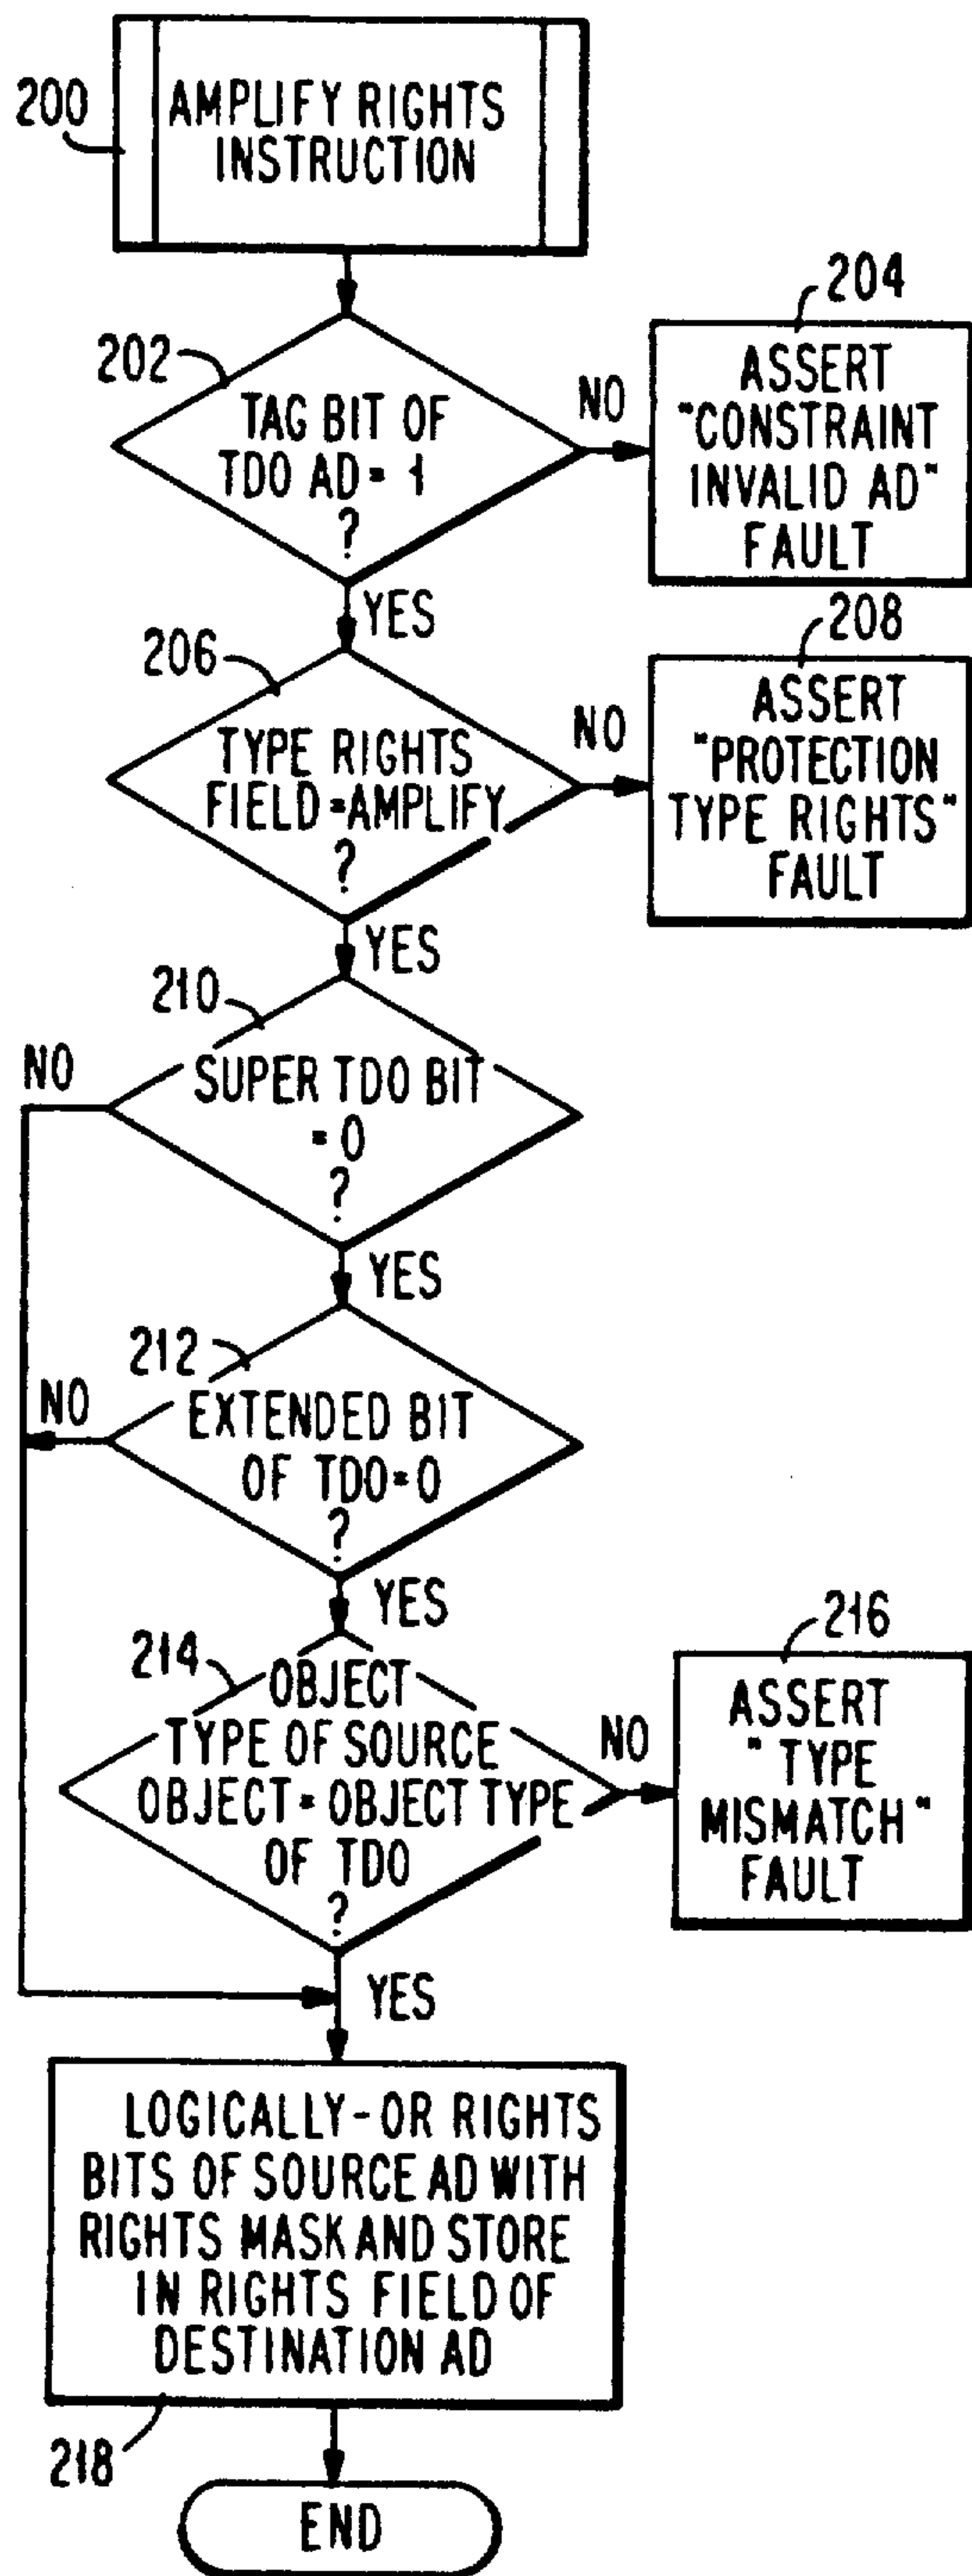 200
AMPLIFY RIGHTS
INSTRUCTION
202
TAG BIT OF
TDO AD = 1
?
NO
204
ASSERT
"CONSTRAINT
INVALID AD"
FAULT
YES
206
TYPE RIGHTS
FIELD = AMPLIFY
?
NO
208
ASSERT
"PROTECTION
TYPE RIGHTS"
FAULT
YES
210
NO
SUPER TDO BIT
= 0
?
YES
212
NO
EXTENDED BIT
OF TDO = 0
?
YES
214
OBJECT
TYPE OF SOURCE
OBJECT = OBJECT TYPE
OF TDO
?
NO
216
ASSERT
" TYPE
MISMATCH "
FAULT
YES
LOGICALLY-OR RIGHTS
BITS OF SOURCE AD WITH
RIGHTS MASK AND STORE
IN RIGHTS FIELD OF
DESTINATION AD
218
END